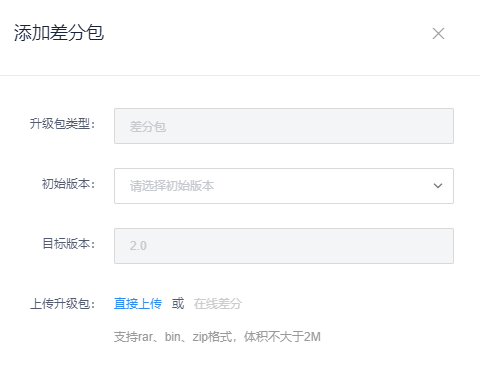 添加差分包
升级包类型： 差分包
初始版本： 请选择初始版本
目标版本： 2.0
上传升级包： 直接上传 或 在线差分
支持rar、bin、zip格式，体积不大于2M